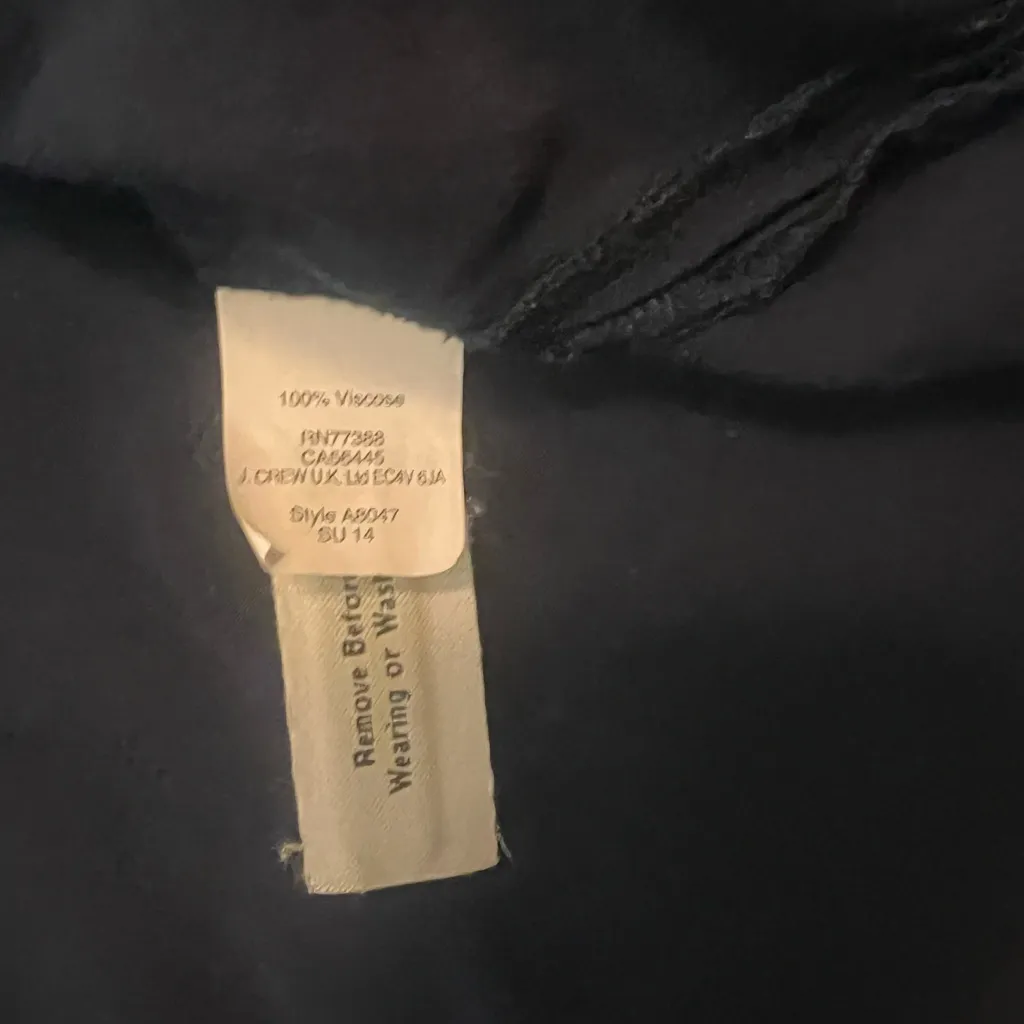 100% Viscose
RN77388
CA56445
J. CREW U.K. Ltd EC4V 6JA
Style A8047
SU 14
Remove Before
Wearing or Wash